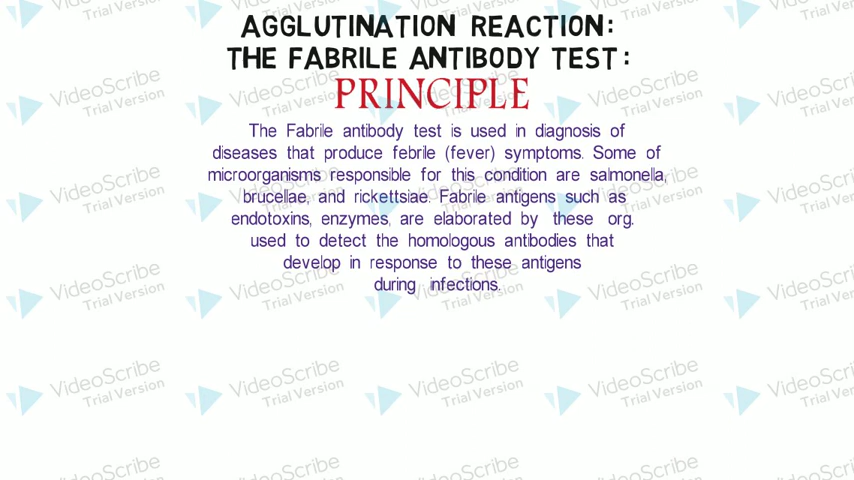 AGGLUTINATION REACTION:
THE FABRILE ANTIBODY TEST:
PRINCIPLE
The Fabrile antibody test is used in diagnosis of
diseases that produce febrile (fever) symptoms. Some of
microorganisms responsible for this condition are salmonella,
brucellae, and rickettsiae. Fabrile antigens such as
endotoxins, enzymes, are elaborated by these org.
used to detect the homologous antibodies that
develop in response to these antigens
during infections.
VideoScribe
Trial Version